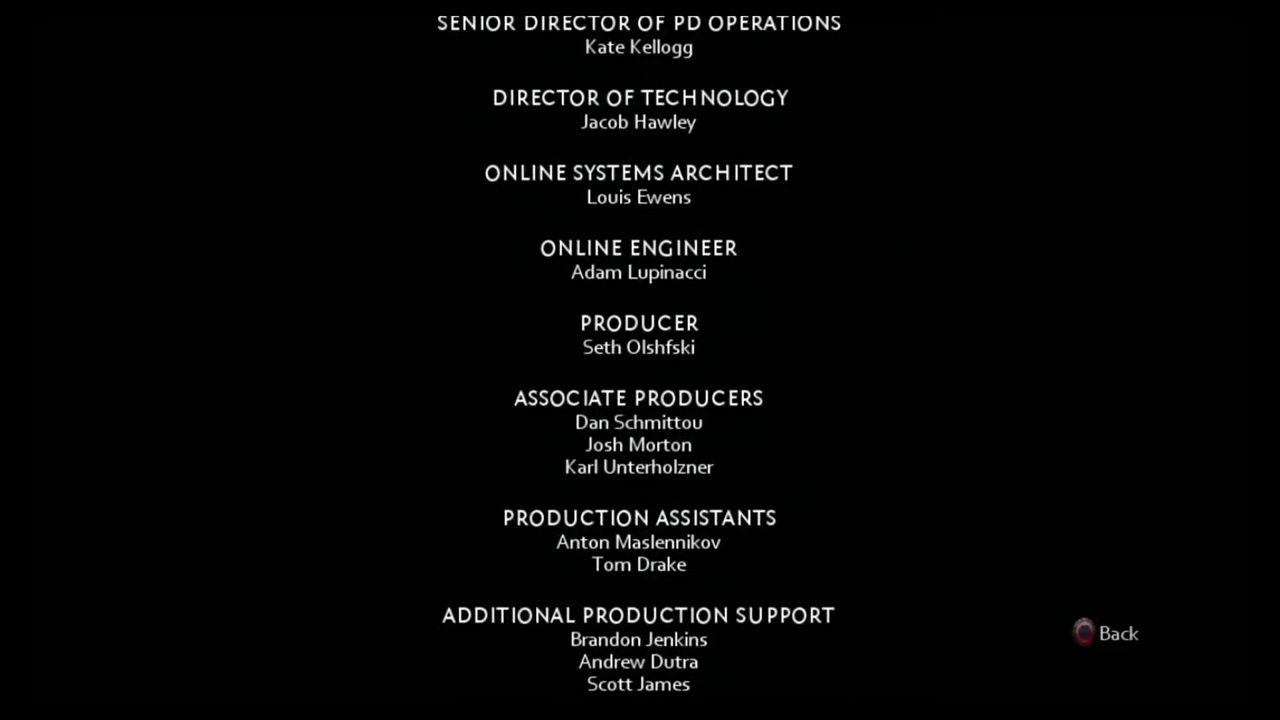 SENIOR DIRECTOR OF PD OPERATIONS
Kate Kellogg
DIRECTOR OF TECHNOLOGY
Jacob Hawley
ONLINE SYSTEMS ARCHITECT
Louis Ewens
ONLINE ENGINEER
Adam Lupinacci
PRODUCER
Seth Olshfski
ASSOCIATE PRODUCERS
Dan Schmittou
Josh Morton
Karl Unterholzner
PRODUCTION ASSISTANTS
Anton Maslennikov
Tom Drake
ADDITIONAL PRODUCTION SUPPORT
Brandon Jenkins
Andrew Dutra
Scott James
Back